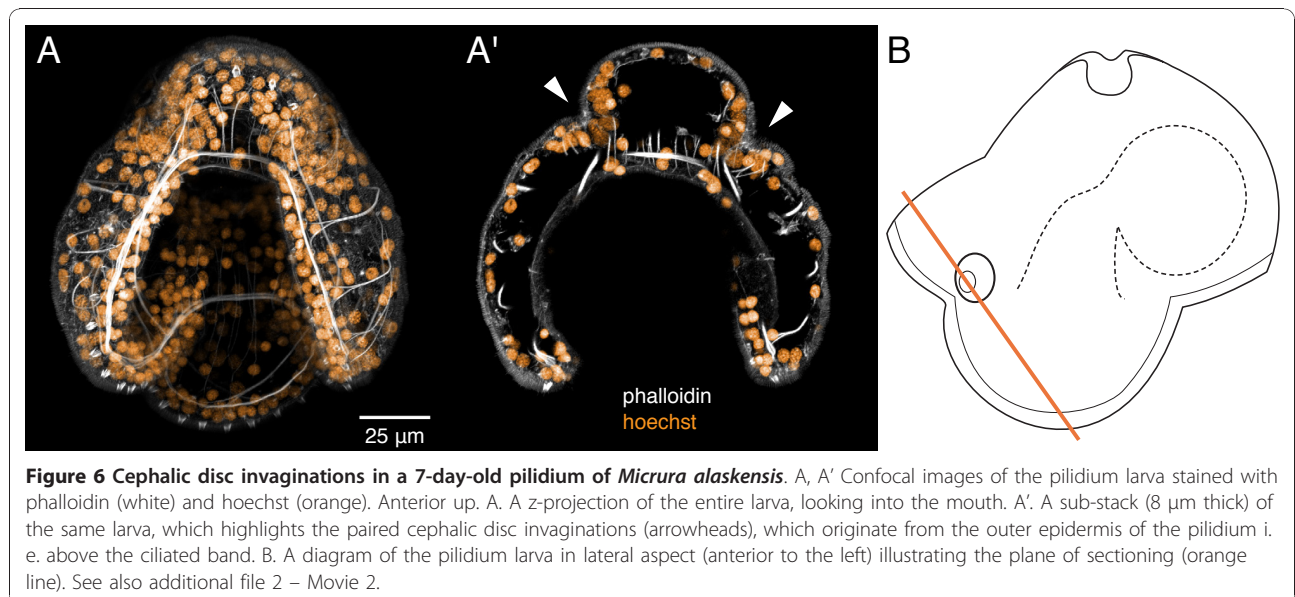 A
A'
B
phalloidin
hoechst
25 μm
Figure 6 Cephalic disc invaginations in a 7-day-old pilidium of Micrura alaskensis. A, A′ Confocal images of the pilidium larva stained with
phalloidin (white) and hoechst (orange). Anterior up. A. A z-projection of the entire larva, looking into the mouth. A′. A sub-stack (8 μm thick) of
the same larva, which highlights the paired cephalic disc invaginations (arrowheads), which originate from the outer epidermis of the pilidium i.
e. above the ciliated band. B. A diagram of the pilidium larva in lateral aspect (anterior to the left) illustrating the plane of sectioning (orange
line). See also additional file 2 – Movie 2.